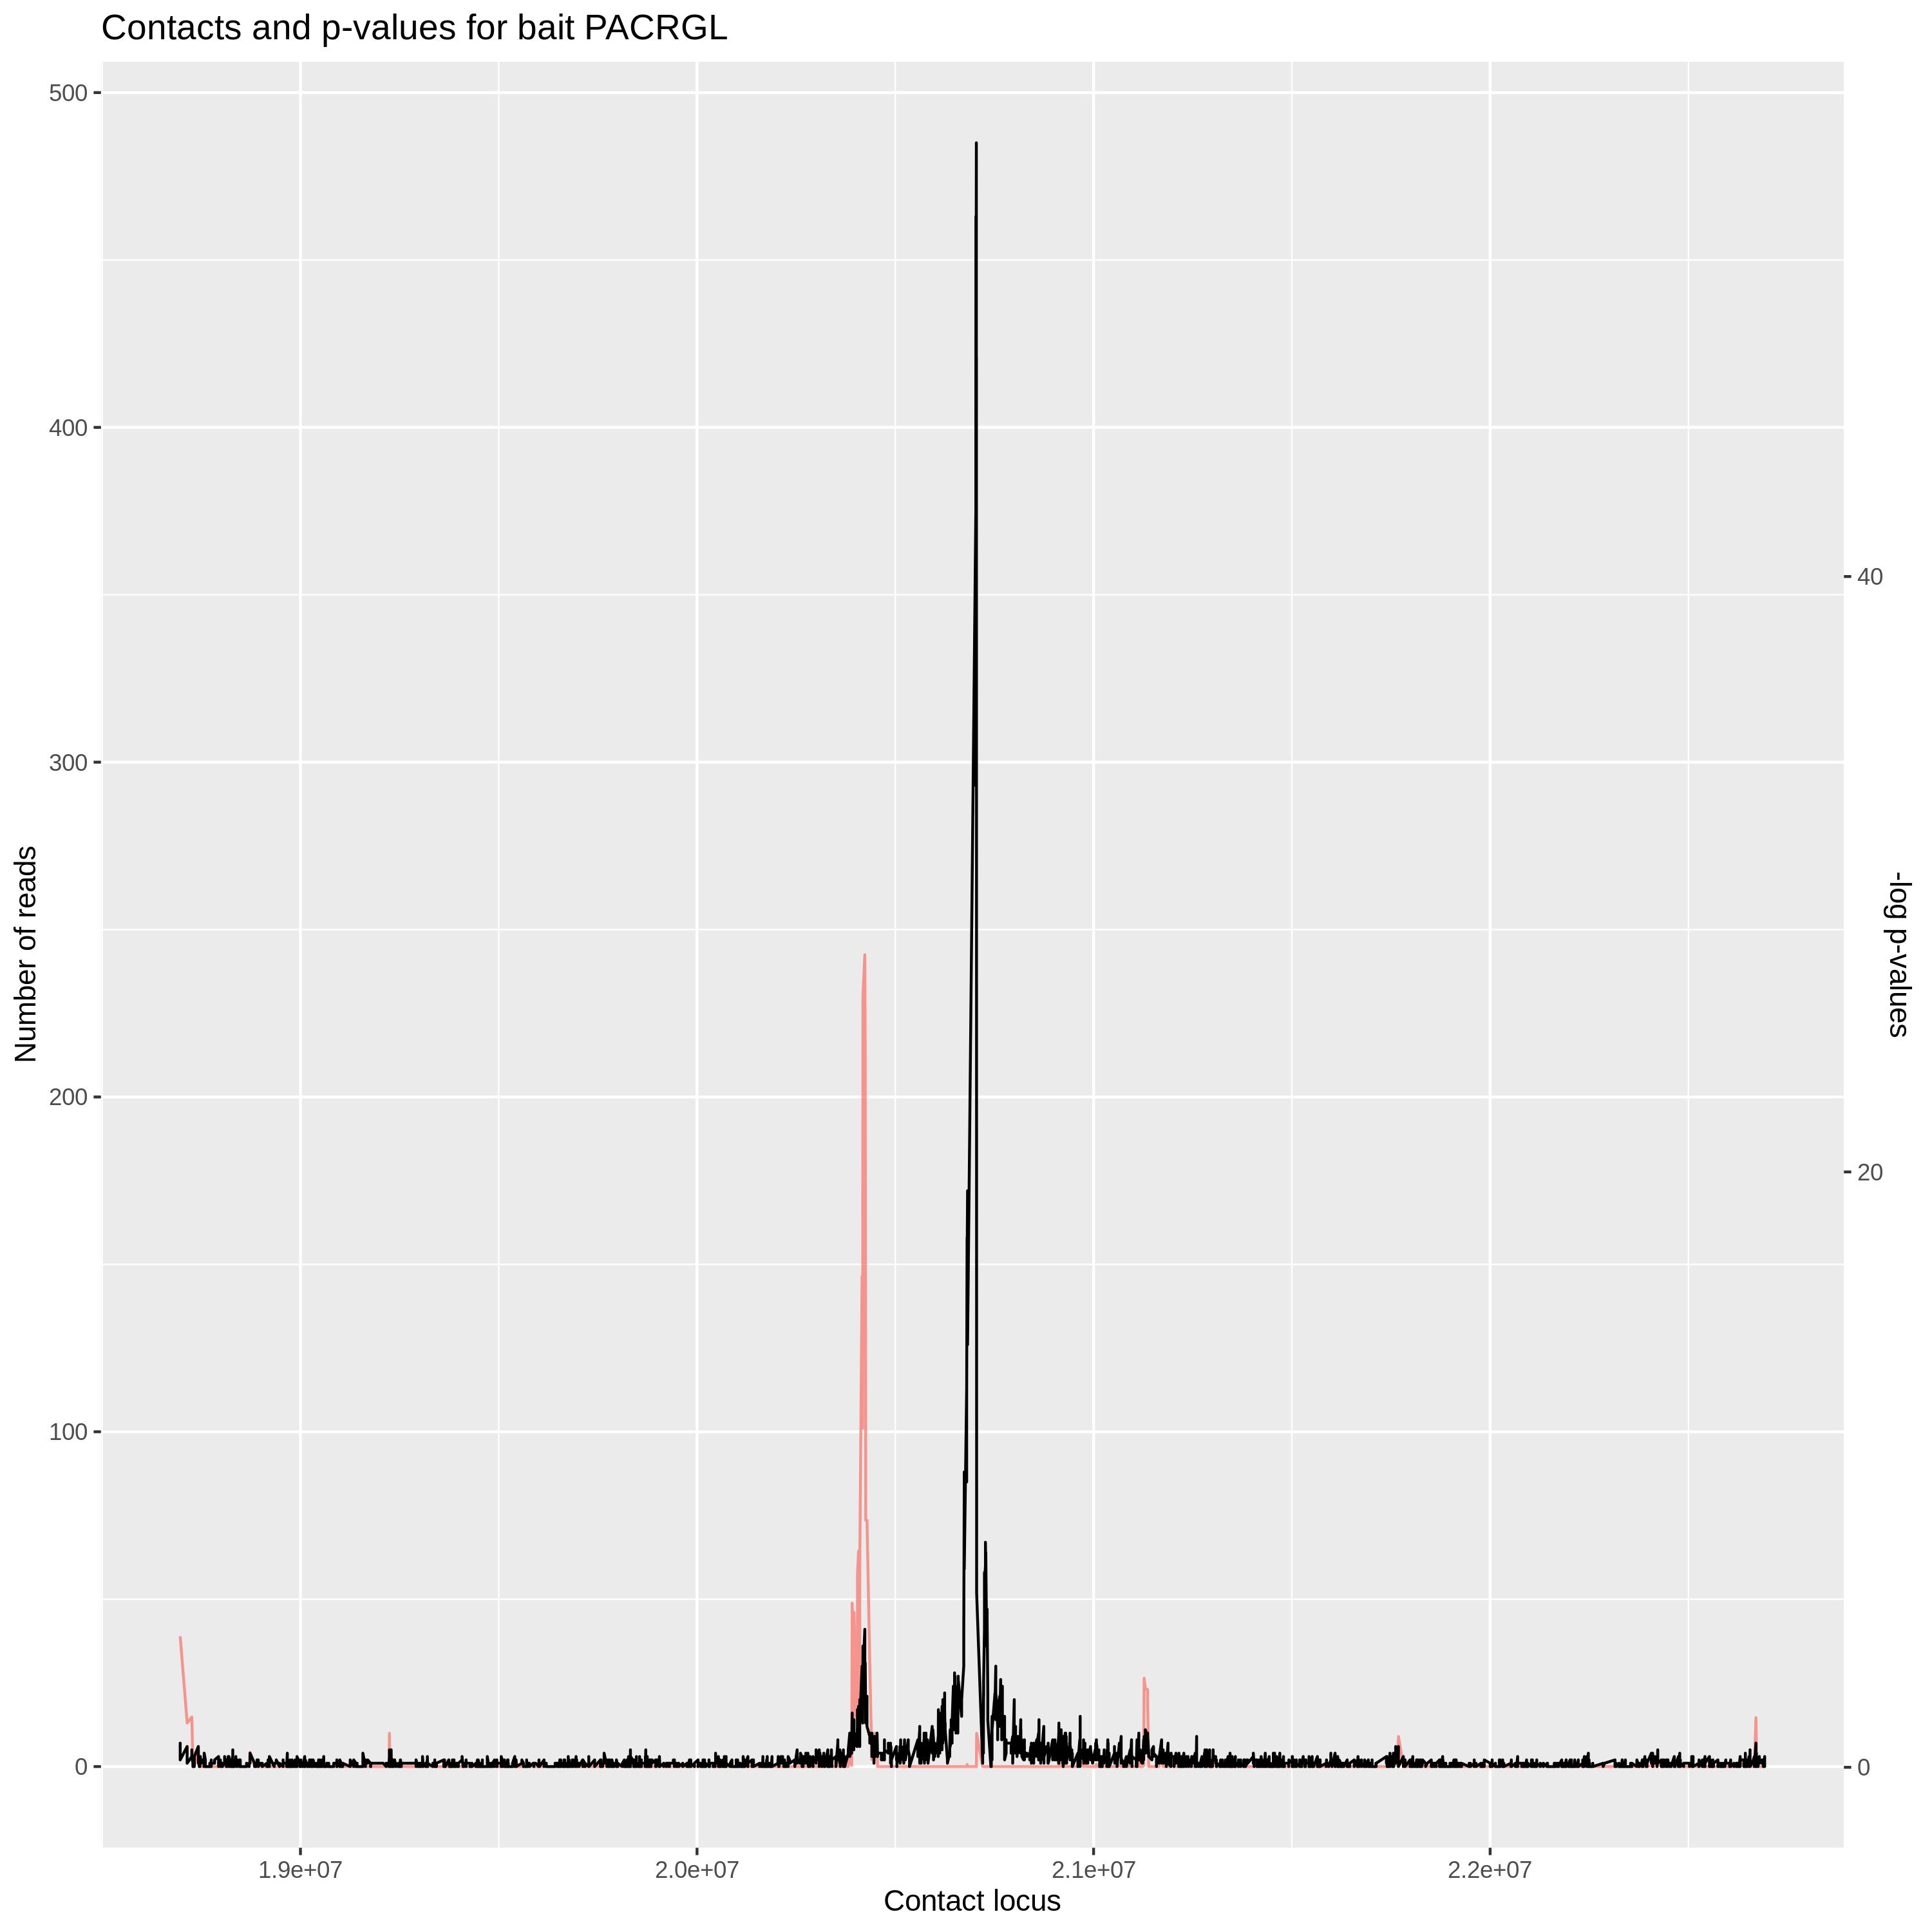 Contacts and p-values for bait PACRGL
500
400
300
200
100
0
Number of reads
40
20
0
-log p-values
1.9e+07
2.0e+07
2.1e+07
2.2e+07
Contact locus